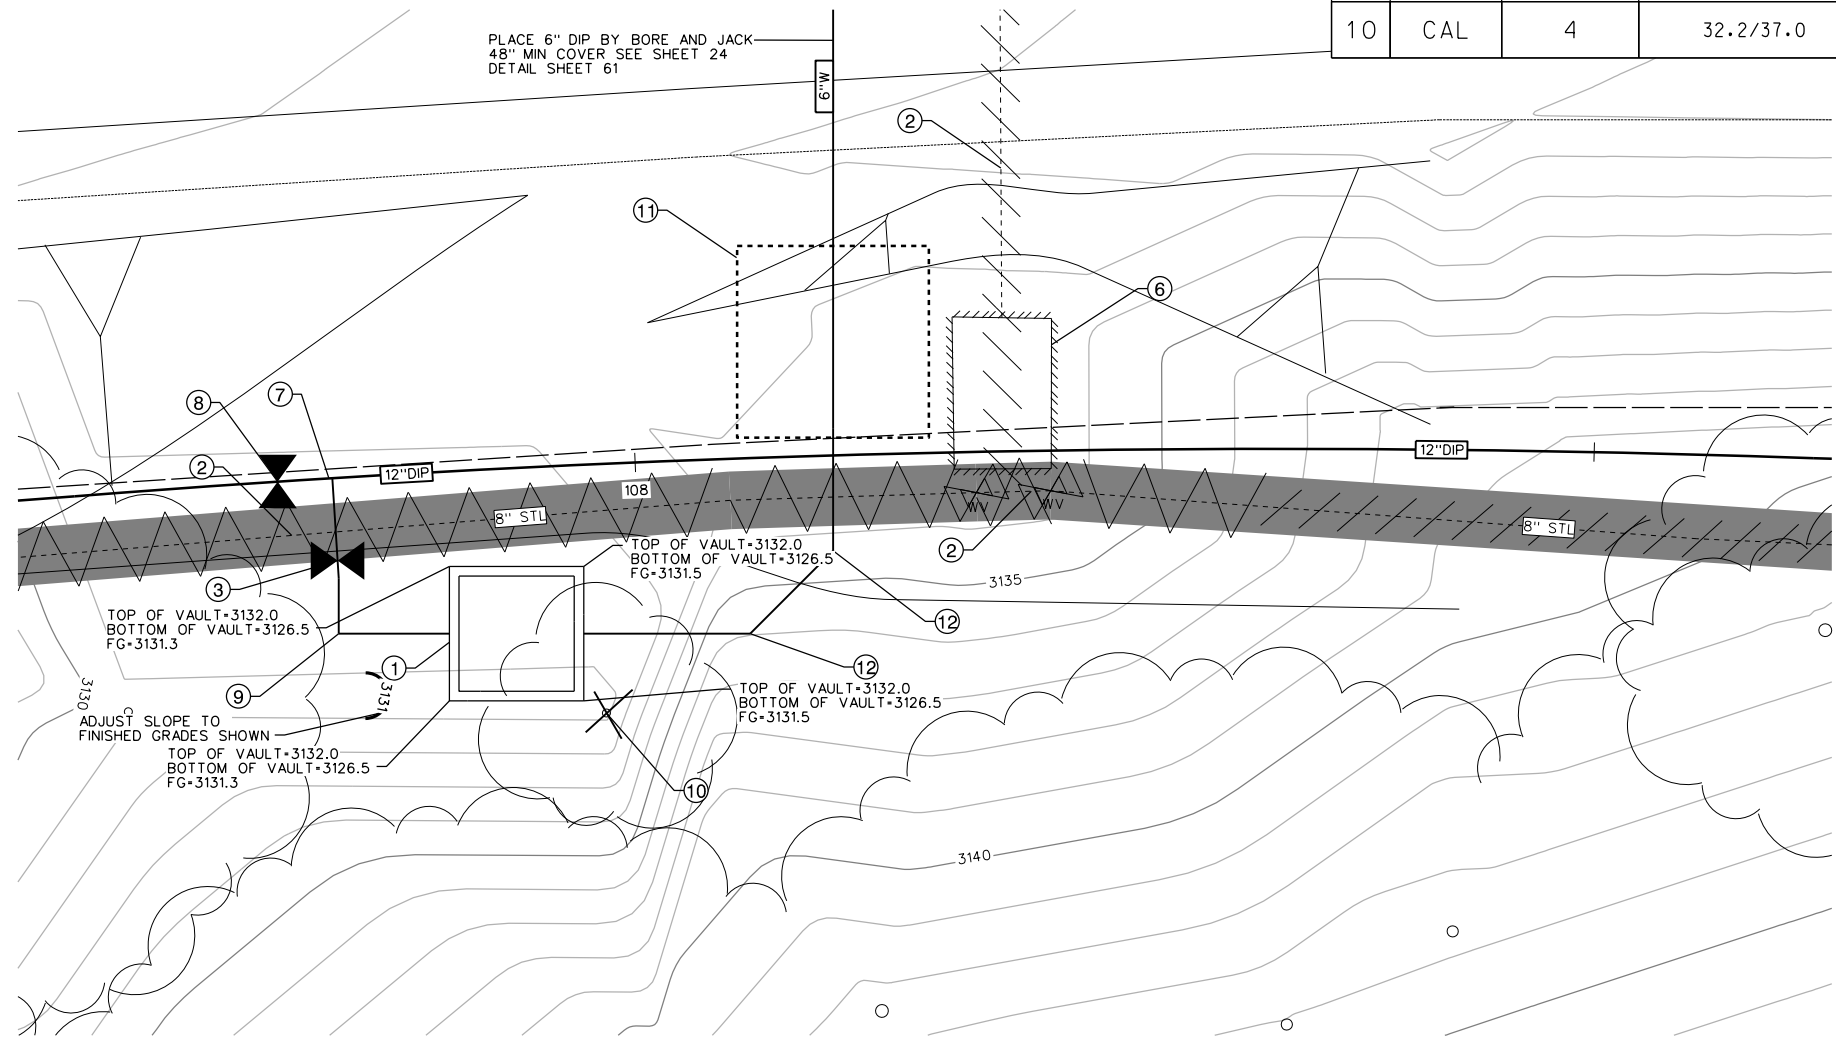 10 CAL 4 32.2/37.0
PLACE 6" DIP BY BORE AND JACK
48" MIN COVER SEE SHEET 24
DETAIL SHEET 61
6"W
2
11
6
7
8
2
12"DIP
12"DIP
108
8" STL
8" STL
WV
WV
2
3
TOP OF VAULT=3132.0
BOTTOM OF VAULT=3126.5
FG=3131.5
3135
TOP OF VAULT=3132.0
BOTTOM OF VAULT=3126.5
FG=3131.3
12
1
12
9
3130
3131
TOP OF VAULT=3132.0
BOTTOM OF VAULT=3126.5
FG=3131.5
ADJUST SLOPE TO
FINISHED GRADES SHOWN
TOP OF VAULT=3132.0
BOTTOM OF VAULT=3126.5
FG=3131.3
10
3140